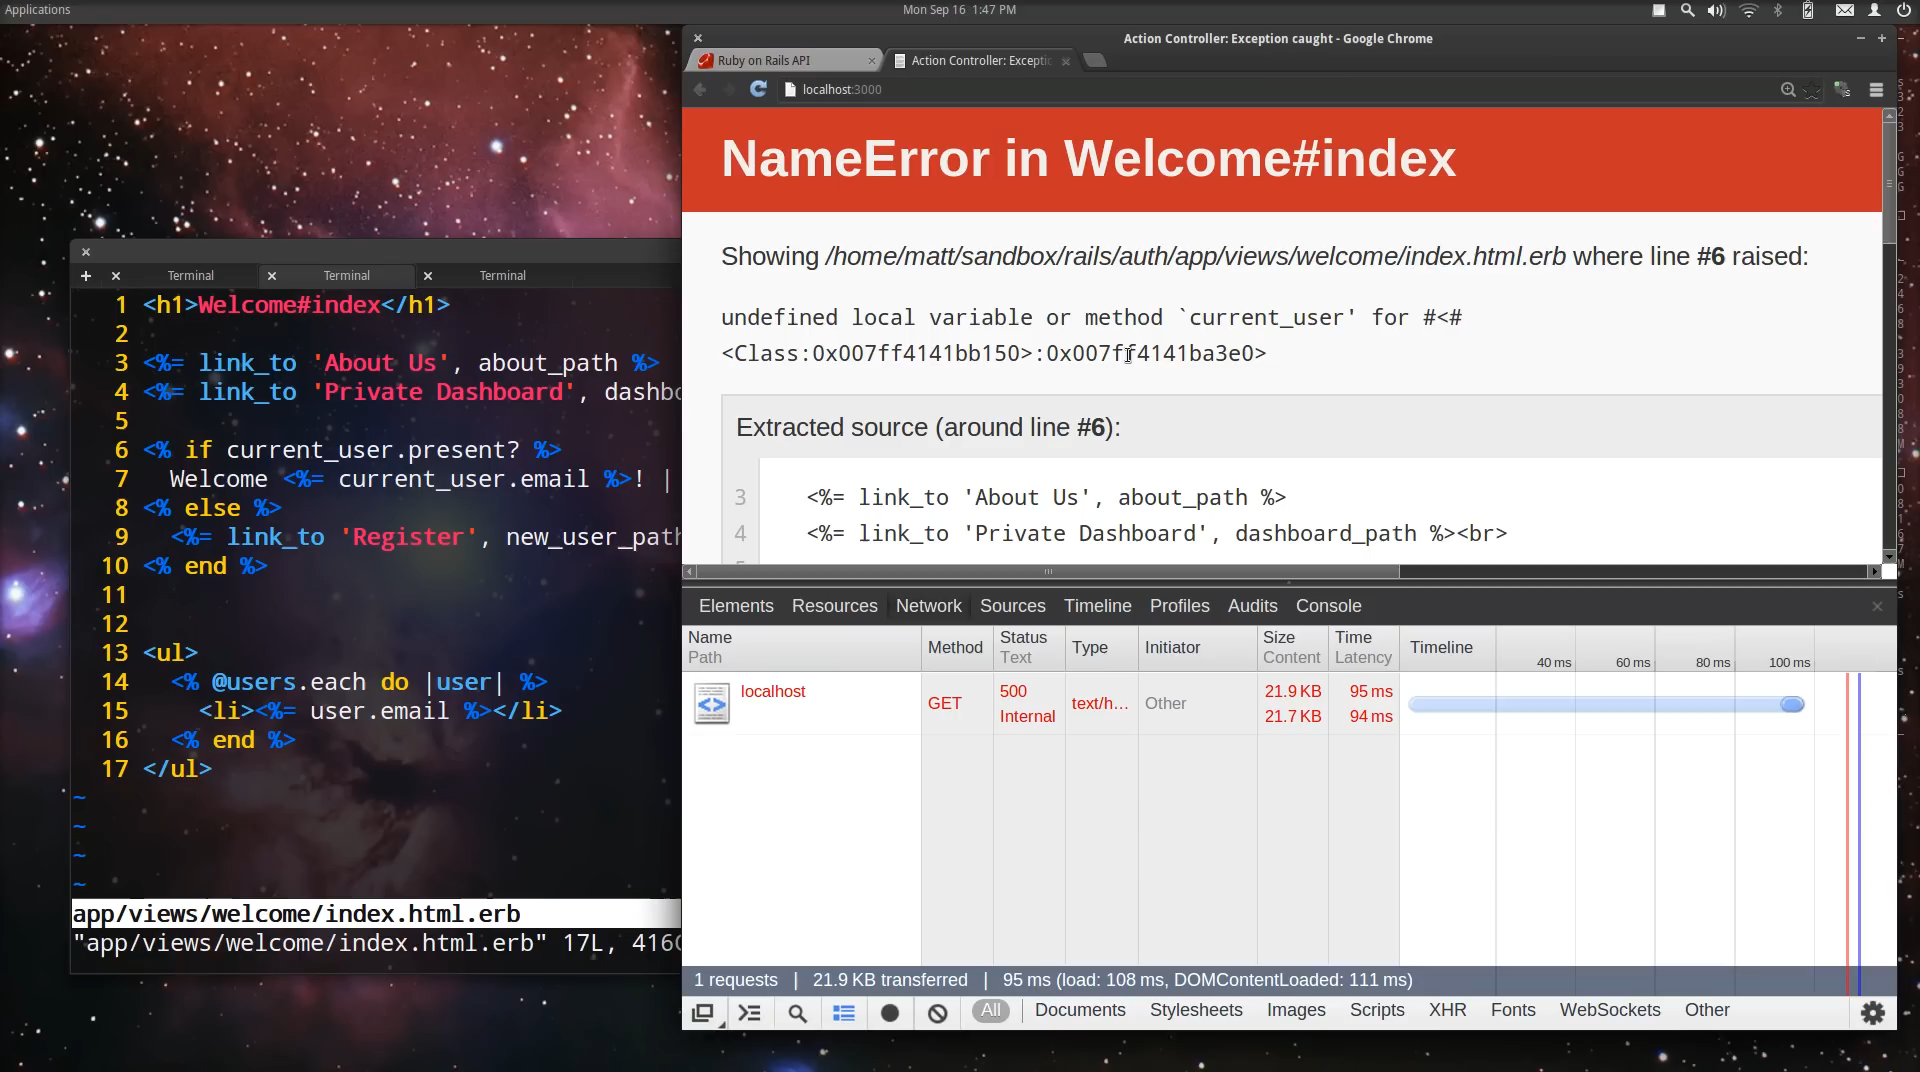 Applications
Mon Sep 16 1:47 PM
Action Controller: Exception caught - Google Chrome
Ruby on Rails API
Action Controller: Excepti
localhost:3000
NameError in Welcome#index
Showing /home/matt/sandbox/rails/auth/app/views/welcome/index.html.erb where line #6 raised:
undefined local variable or method `current_user' for #<#
<Class:0x007ff4141bb150>:0x007ff4141ba3e0>
Extracted source (around line #6):
3 <%= link_to 'About Us', about_path %>
4 <%= link_to 'Private Dashboard', dashboard_path %><br>
Terminal
Terminal
Terminal
1 <h1>Welcome#index</h1>
2
3 <%= link_to 'About Us', about_path %>
4 <%= link_to 'Private Dashboard', dashbo
5
6 <% if current_user.present? %>
7 Welcome <%= current_user.email %>! |
8 <% else %>
9 <%= link_to 'Register', new_user_path
10 <% end %>
11
12
13 <ul>
14 <% @users.each do |user| %>
15 <li><%= user.email %></li>
16 <% end %>
17 </ul>
~
~
~
~
app/views/welcome/index.html.erb
"app/views/welcome/index.html.erb" 17L, 416C
Elements Resources Network Sources Timeline Profiles Audits Console
Name Path Method Status Text Type Initiator Size Content Time Latency Timeline 40 ms 60 ms 80 ms 100 ms
localhost GET 500 Internal text/h... Other 21.9 KB 21.7 KB 95 ms 94 ms
1 requests | 21.9 KB transferred | 95 ms (load: 108 ms, DOMContentLoaded: 111 ms)
All Documents Stylesheets Images Scripts XHR Fonts WebSockets Other